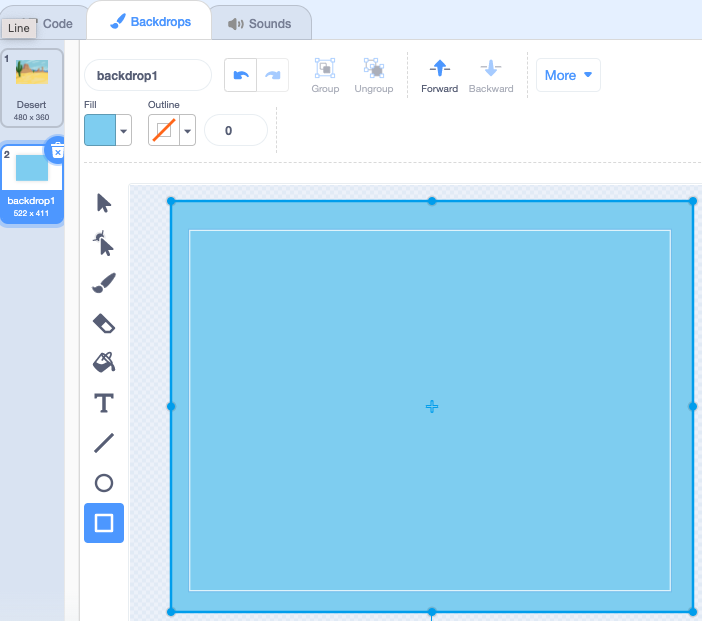 Line
Code
Backdrops
Sounds
1
Desert
480 x 360
2
backdrop1
522 x 411
backdrop1
Group
Ungroup
Forward
Backward
More
Fill
Outline
0
T